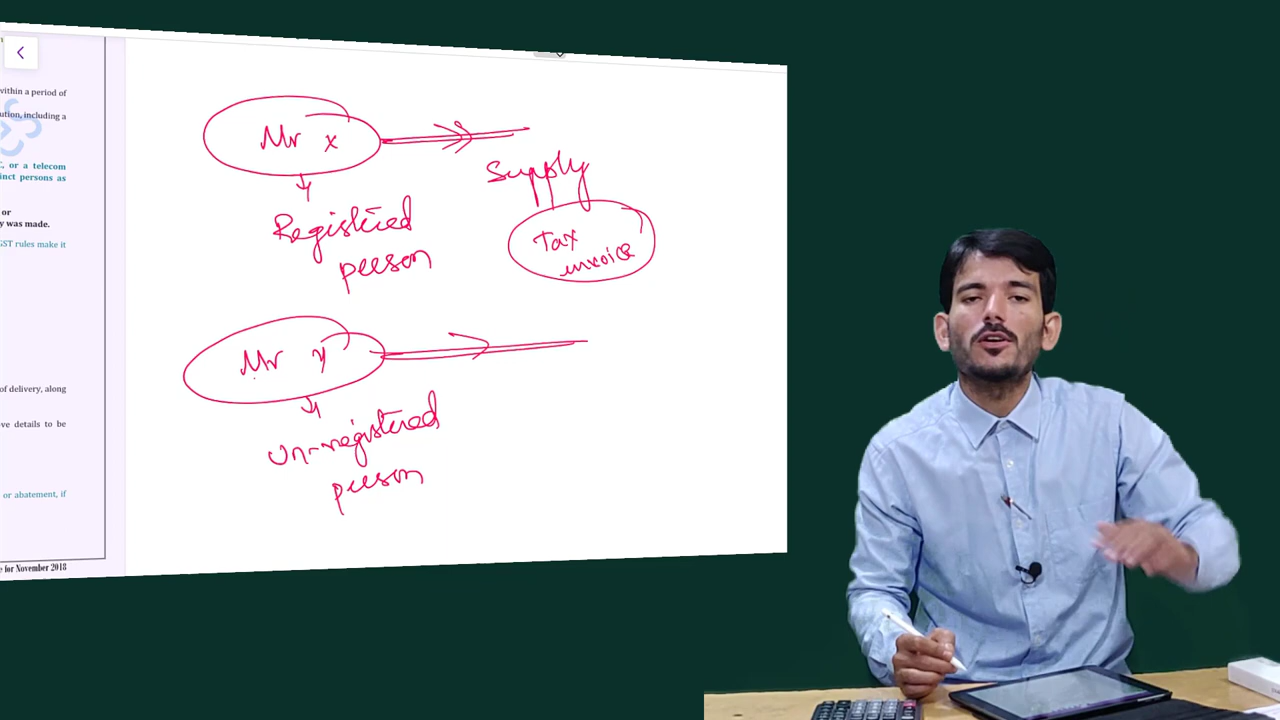 within a period of
ution, including a
, or a telecom
inct persons as
or
y was made.
GST rules make it
of delivery, along
ve details to be
or abatement, if
e for November 2018
Mr x
Supply
Registered
person
Tax
invoice
Mr y
un-registered
person